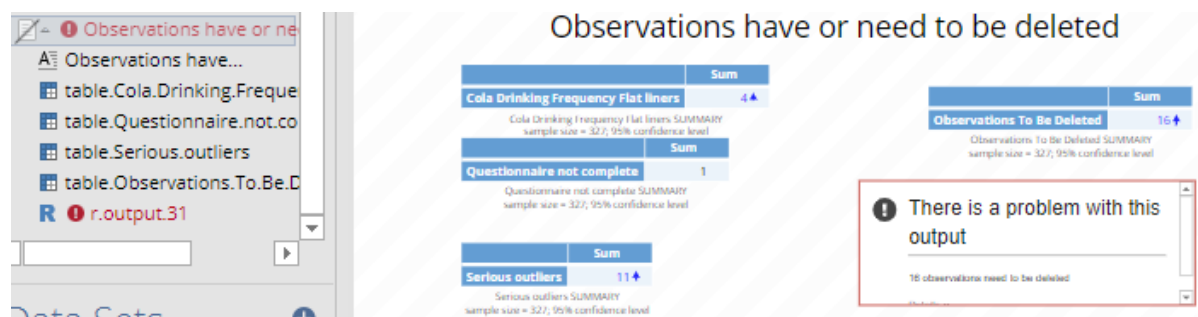 Observations have or ne
Observations have...
table.Cola.Drinking.Freque
table.Questionnaire.not.co
table.Serious.outliers
table.Observations.To.Be.D
R r.output.31
Data Sets
Observations have or need to be deleted
Sum
Cola Drinking Frequency Flat liners 4
Cola Drinking Frequency Flat liners SUMMARY
sample size = 327; 95% confidence level
Sum
Questionnaire not complete 1
Questionnaire not complete SUMMARY
sample size = 327; 95% confidence level
Sum
Serious outliers 11
Serious outliers SUMMARY
sample size = 327; 95% confidence level
Sum
Observations To Be Deleted 16
Observations To Be Deleted SUMMARY
sample size = 327; 95% confidence level
There is a problem with this
output
16 observations need to be deleted